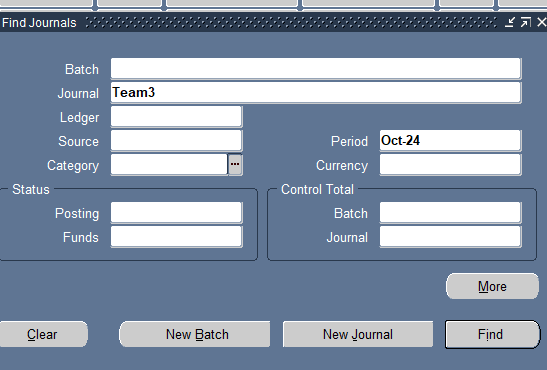 Find Journals
Batch
Journal Team3
Ledger
Source Period Oct-24
Category ... Currency
Status Control Total
Posting Batch
Funds Journal
More
Clear New Batch New Journal Find